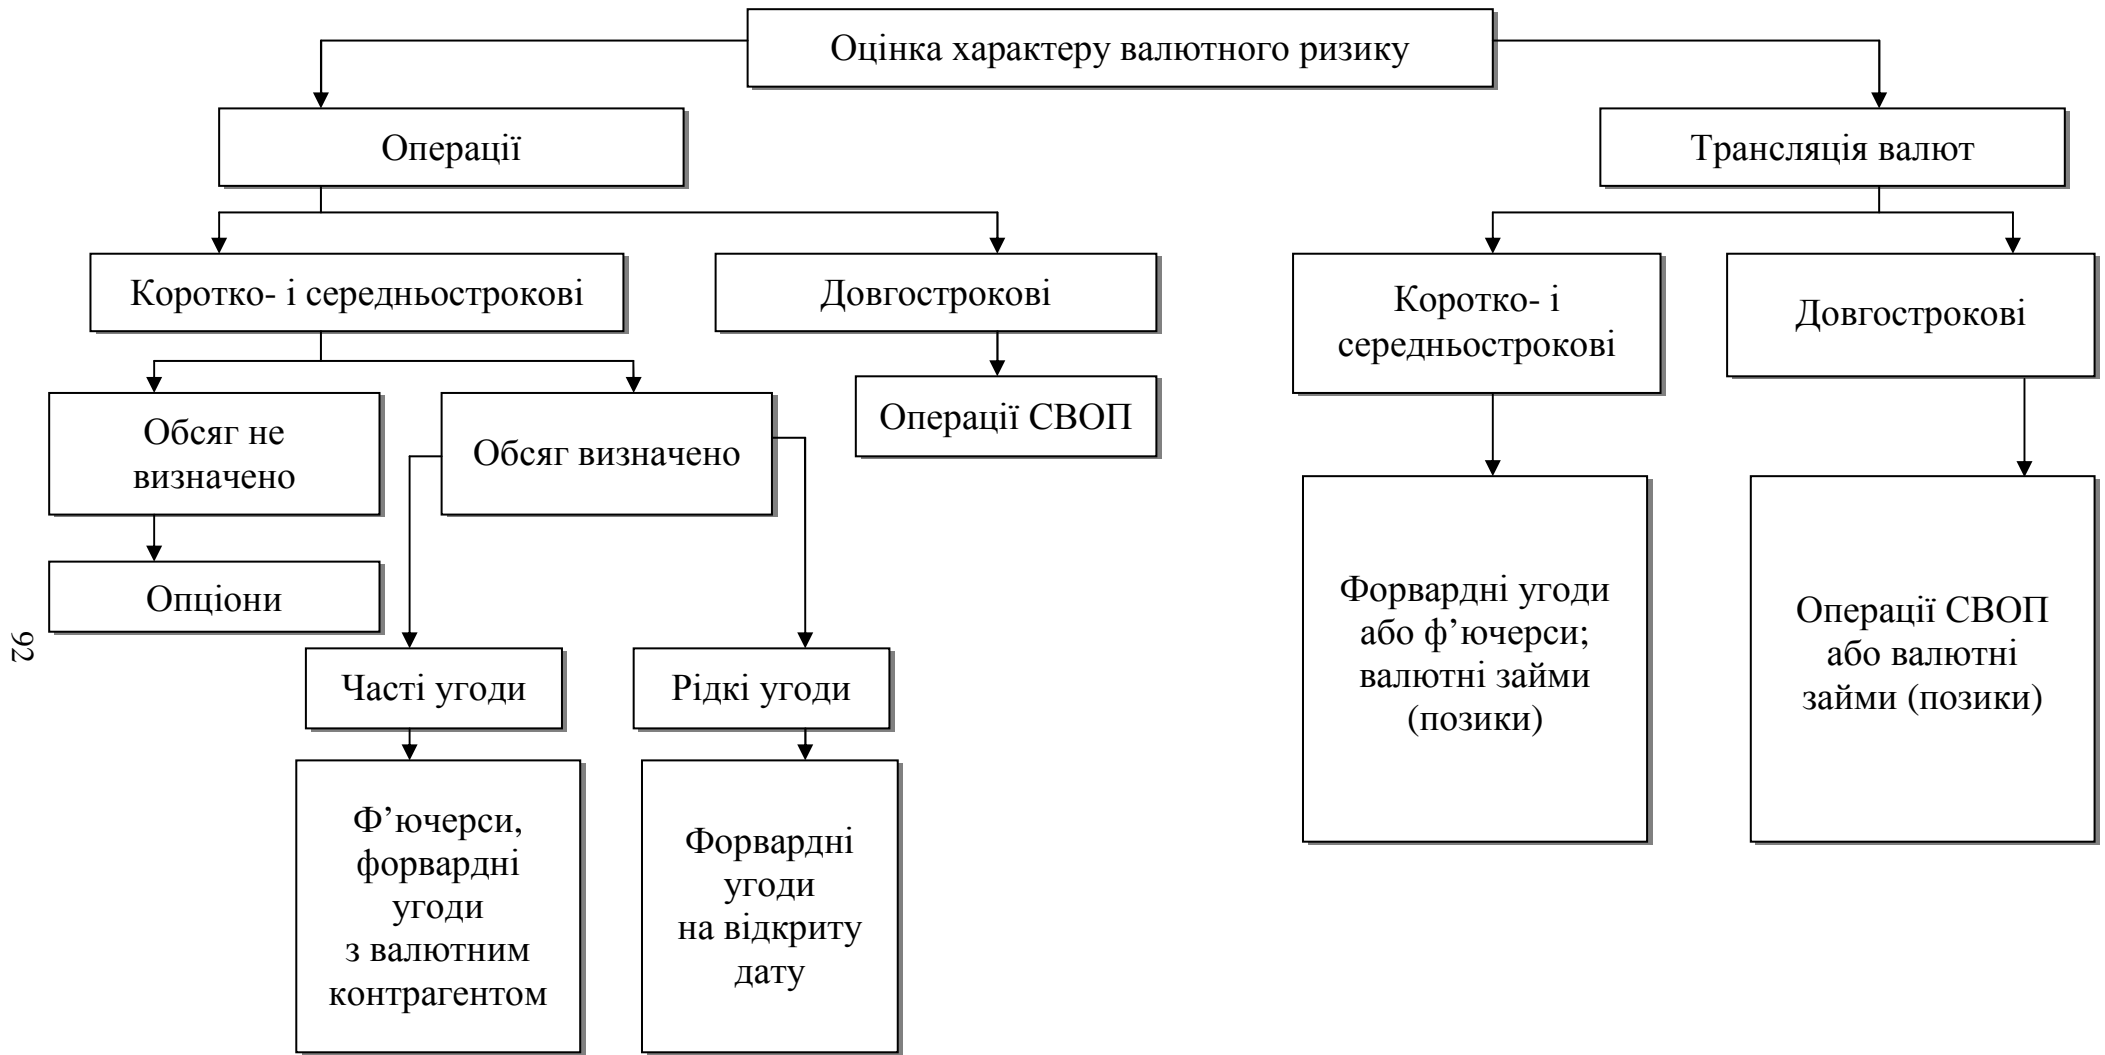 Оцінка характеру валютного ризику
Операції
Трансляція валют
Коротко- і середньострокові
Довгострокові
Коротко- і
середньострокові
Довгострокові
Обсяг не
визначено
Обсяг визначено
Операції СВОП
Опціони
Форвардні угоди
або ф’ючерси;
валютні займи
(позики)
Операції СВОП
або валютні
займи (позики)
Часті угоди
Рідкі угоди
Ф’ючерси,
форвардні
угоди
з валютним
контрагентом
Форвардні
угоди
на відкриту
дату
92